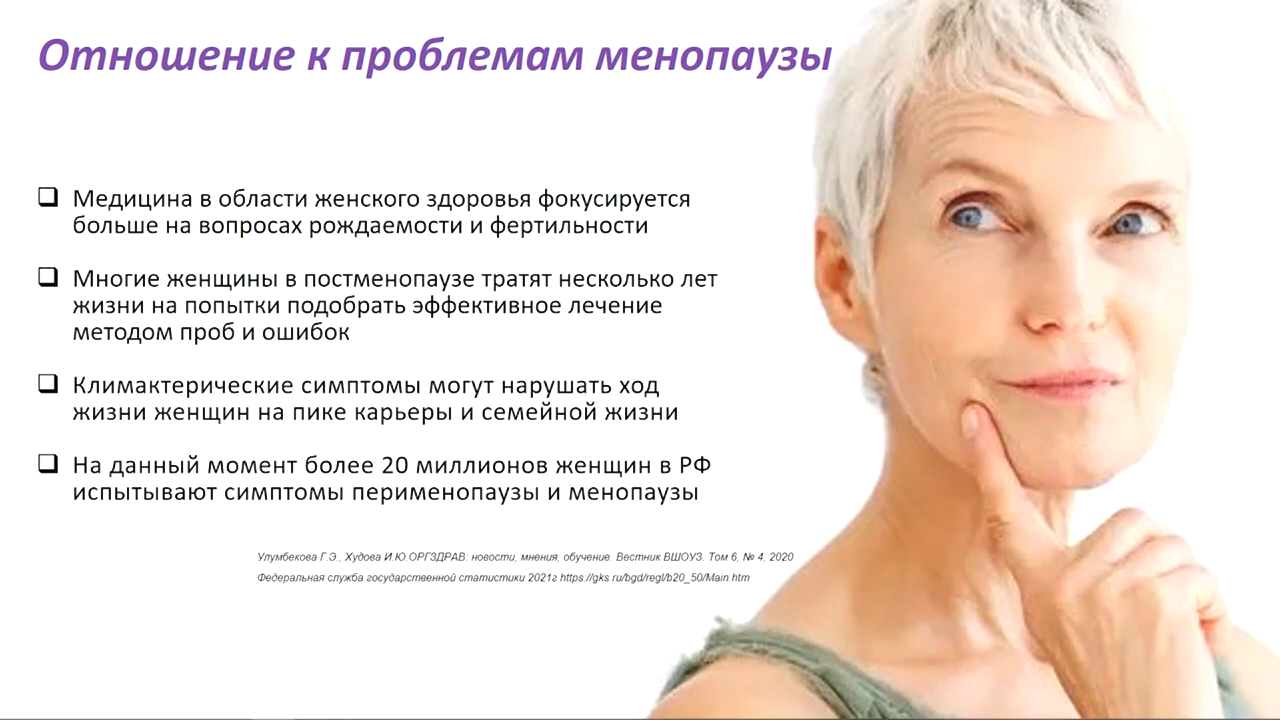 Отношение к проблемам менопаузы
Медицина в области женского здоровья фокусируется
больше на вопросах рождаемости и фертильности
Многие женщины в постменопаузе тратят несколько лет
жизни на попытки подобрать эффективное лечение
методом проб и ошибок
Климактерические симптомы могут нарушать ход
жизни женщин на пике карьеры и семейной жизни
На данный момент более 20 миллионов женщин в РФ
испытывают симптомы перименопаузы и менопаузы
Улумбекова Г.Э., Худова И.Ю.ОРГЗДРАВ: новости, мнения, обучение. Вестник ВШОУЗ. Том 6, № 4, 2020
Федеральная служба государственной статистики 2021г https://gks.ru/bgd/regl/b20_50/Main.htm